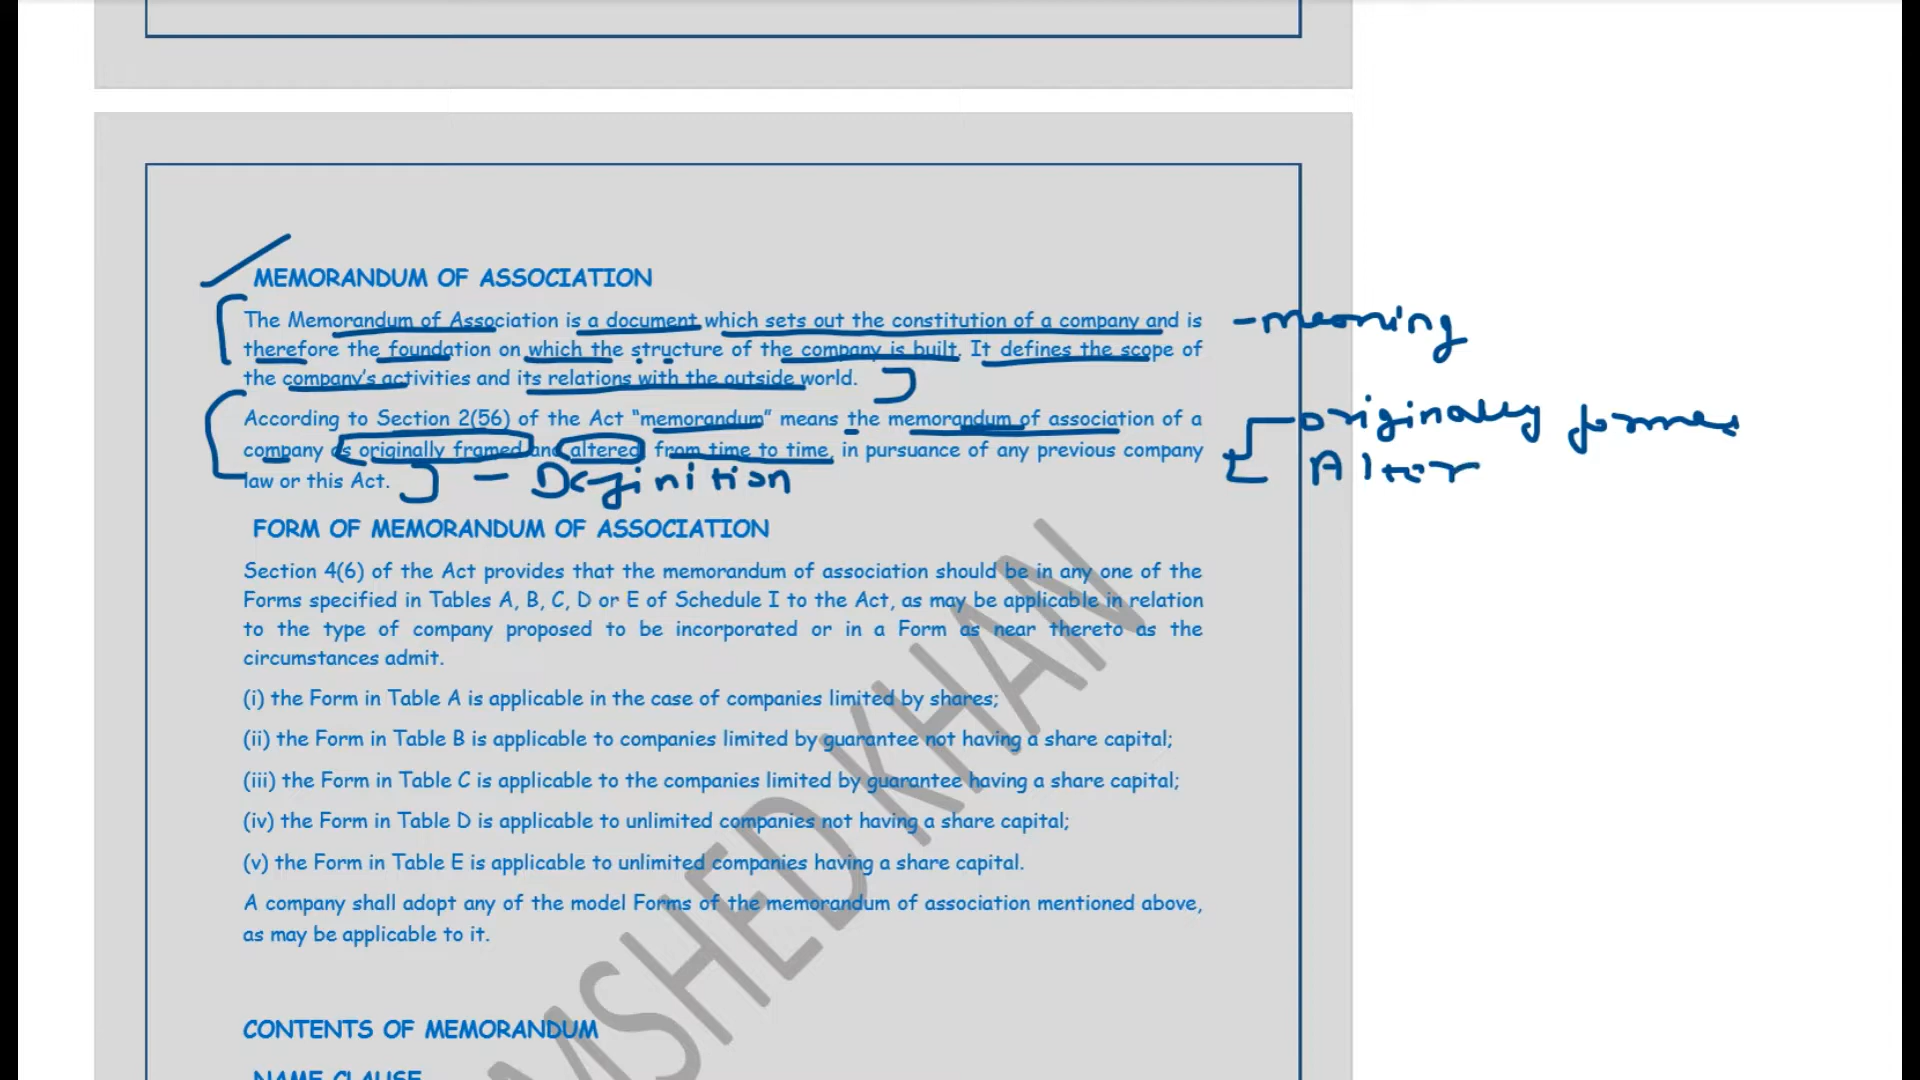 MEMORANDUM OF ASSOCIATION
The Memorandum of Association is a document which sets out the constitution of a company and is
therefore the foundation on which the structure of the company is built. It defines the scope of
the company's activities and its relations with the outside world.
- meaning
According to Section 2(56) of the Act “memorandum” means the memorandum of association of a
company as originally framed and altered from time to time, in pursuance of any previous company
law or this Act.
- Definition
originally formed
Alter
FORM OF MEMORANDUM OF ASSOCIATION
Section 4(6) of the Act provides that the memorandum of association should be in any one of the
Forms specified in Tables A, B, C, D or E of Schedule I to the Act, as may be applicable in relation
to the type of company proposed to be incorporated or in a Form as near thereto as the
circumstances admit.
(i) the Form in Table A is applicable in the case of companies limited by shares;
(ii) the Form in Table B is applicable to companies limited by guarantee not having a share capital;
(iii) the Form in Table C is applicable to the companies limited by guarantee having a share capital;
(iv) the Form in Table D is applicable to unlimited companies not having a share capital;
(v) the Form in Table E is applicable to unlimited companies having a share capital.
A company shall adopt any of the model Forms of the memorandum of association mentioned above,
as may be applicable to it.
CONTENTS OF MEMORANDUM
NAME CLAUSE
MSHED KHAN